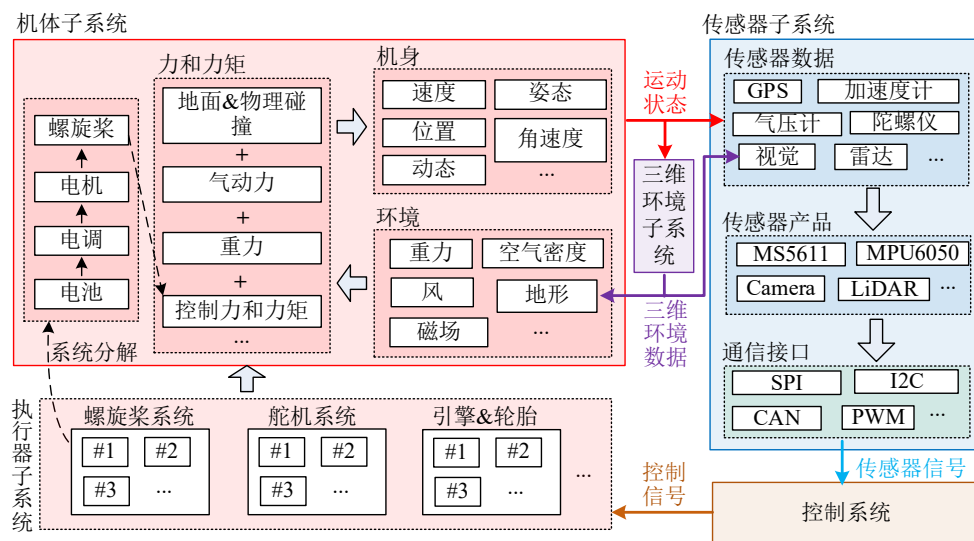 机体子系统
力和力矩
地面&物理碰
撞
+
气动力
+
重力
+
控制力和力矩
...
螺旋桨
电机
电调
电池
系统分解
机身
速度
姿态
位置
角速度
动态
...
环境
重力
空气密度
风
地形
磁场
...
运动
状态
三维
环境
子系
统
三维
环境
数据
传感器子系统
传感器数据
GPS
加速度计
气压计
陀螺仪
视觉
雷达
...
传感器产品
MS5611
MPU6050
Camera
LiDAR
...
通信接口
SPI
I2C
CAN
PWM
...
传感器信号
控制系统
控制
信号
执行器子系统
螺旋桨系统
#1
#2
#3
...
舵机系统
#1
#2
#3
...
引擎&轮胎
#1
#2
#3
...
...